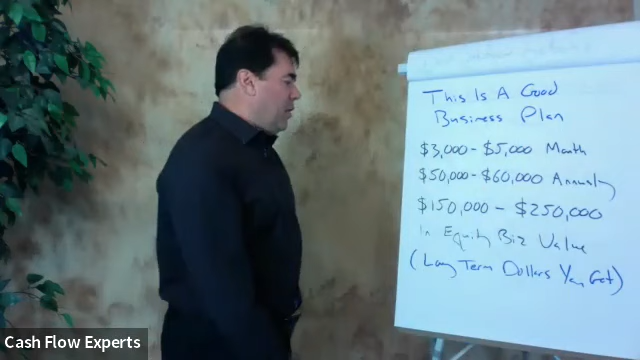 This Is A Good
Business Plan
$3,000 - $5,000 Month
$50,000 - $60,000 Annually
$150,000 - $250,000
in Equity Biz Value
(Long Term Dollars You Get)
Cash Flow Experts